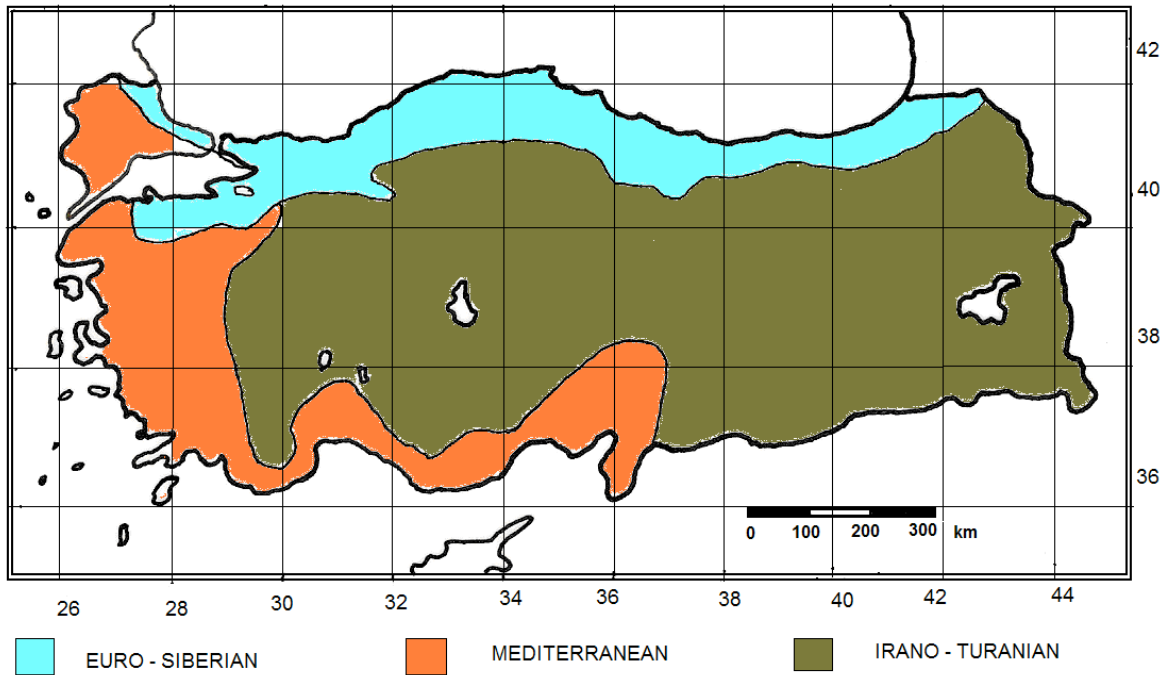 42
40
38
36
0 100 200 300 km
26 28 30 32 34 36 38 40 42 44
EURO - SIBERIAN MEDITERRANEAN IRANO - TURANIAN